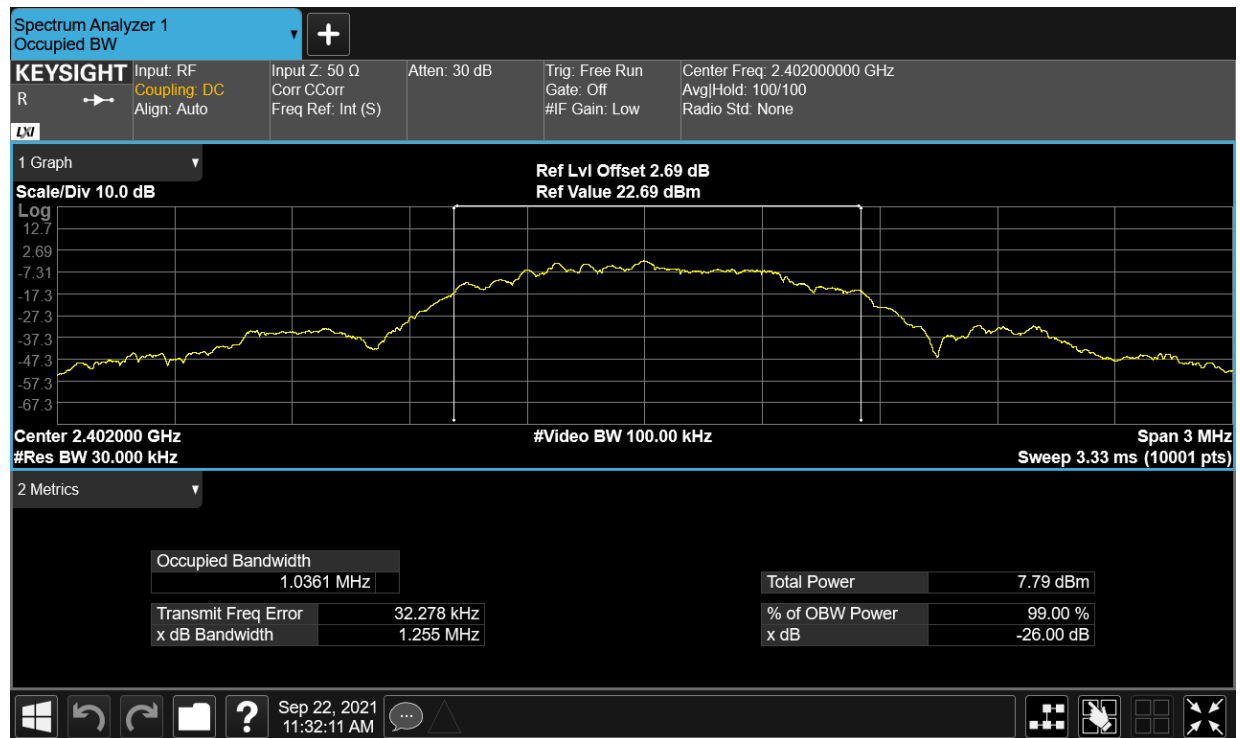 Spectrum Analyzer 1
Occupied BW
KEYSIGHT
R
LXI
Input: RF
Coupling: DC
Align: Auto
Input Z: 50 Ω
Corr CCorr
Freq Ref: Int (S)
Atten: 30 dB
Trig: Free Run
Gate: Off
#IF Gain: Low
Center Freq: 2.402000000 GHz
Avg|Hold: 100/100
Radio Std: None
1 Graph
Scale/Div 10.0 dB
Ref Lvl Offset 2.69 dB
Ref Value 22.69 dBm
Log
12.7
2.69
-7.31
-17.3
-27.3
-37.3
-47.3
-57.3
-67.3
Center 2.402000 GHz
#Res BW 30.000 kHz
#Video BW 100.00 kHz
Span 3 MHz
Sweep 3.33 ms (10001 pts)
2 Metrics
Occupied Bandwidth
1.0361 MHz
Transmit Freq Error 32.278 kHz
x dB Bandwidth 1.255 MHz
Total Power 7.79 dBm
% of OBW Power 99.00 %
x dB -26.00 dB
?
Sep 22, 2021
11:32:11 AM